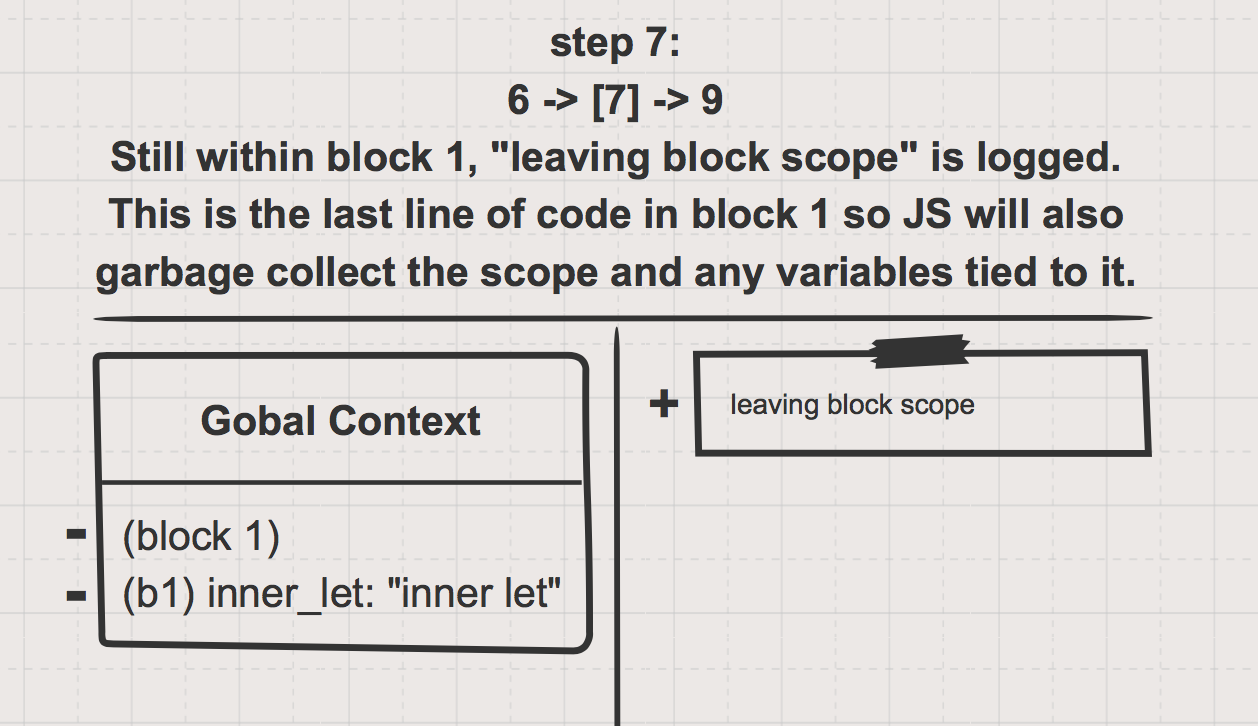 step 7:
6 -> [7] -> 9
Still within block 1, "leaving block scope" is logged.
This is the last line of code in block 1 so JS will also
garbage collect the scope and any variables tied to it.
Gobal Context
- (block 1)
- (b1) inner_let: "inner let"
+ leaving block scope